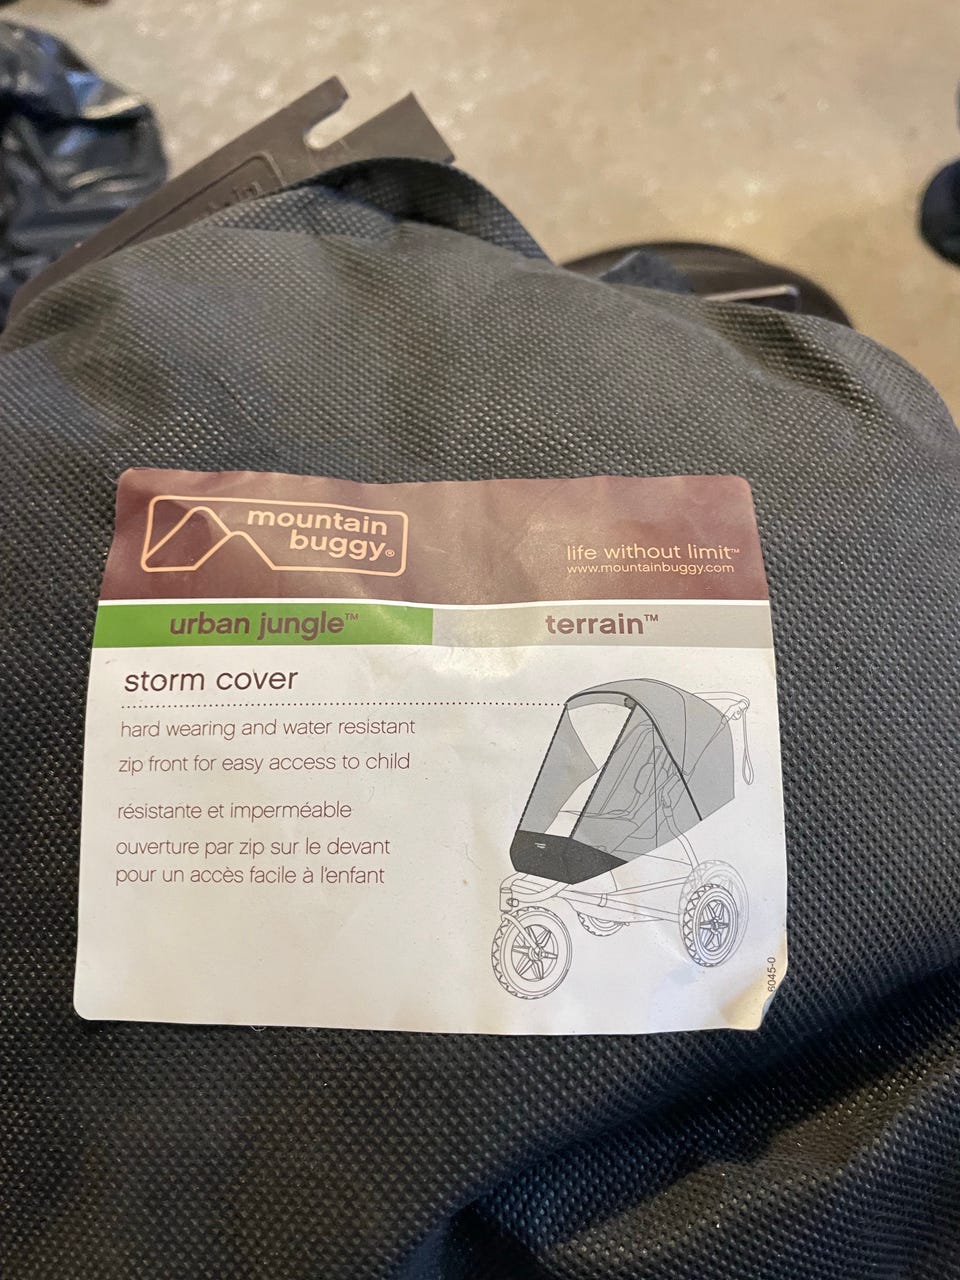 mountain
buggy®
life without limit™
www.mountainbuggy.com
urban jungle™
terrain™
storm cover
hard wearing and water resistant
zip front for easy access to child
résistante et imperméable
ouverture par zip sur le devant
pour un accès facile à l'enfant
6045-0